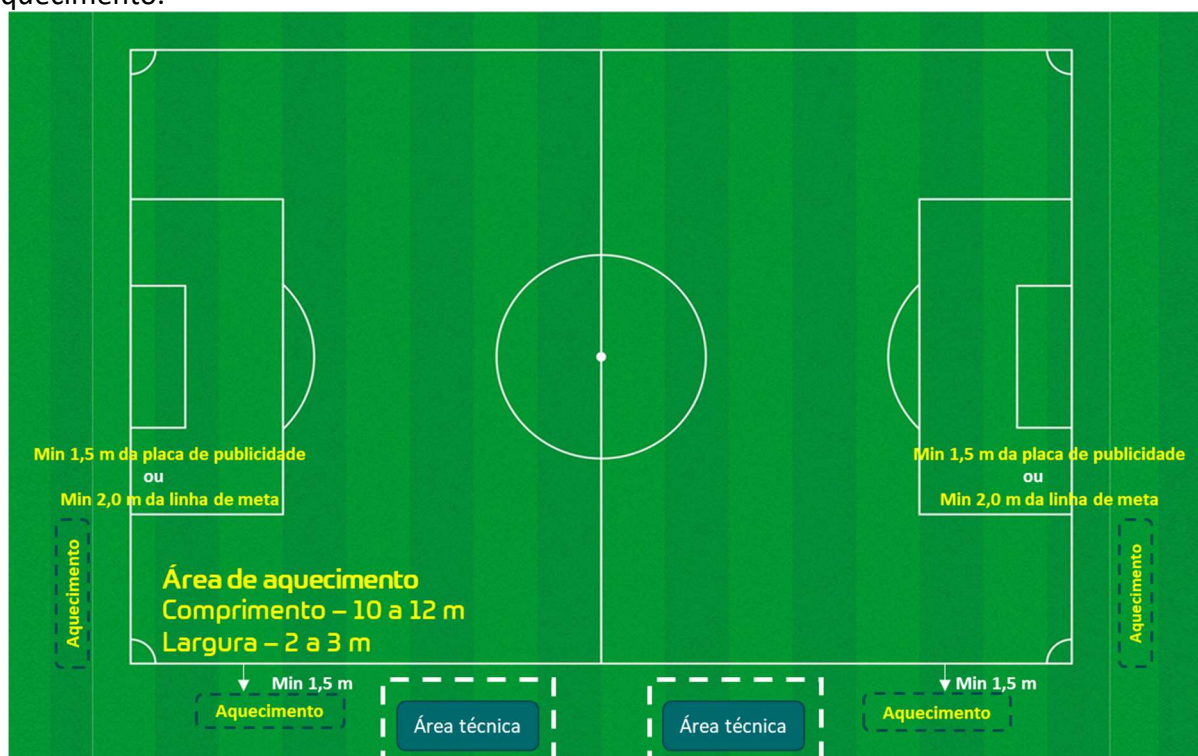 quecimento.
Min 1,5 m da placa de publicidade
ou
Min 2,0 m da linha de meta
Min 1,5 m da placa de publicidade
ou
Min 2,0 m da linha de meta
Aquecimento
Área de aquecimento
Comprimento – 10 a 12 m
Largura – 2 a 3 m
Aquecimento
Min 1,5 m
Min 1,5 m
Aquecimento
Área técnica
Área técnica
Aquecimento